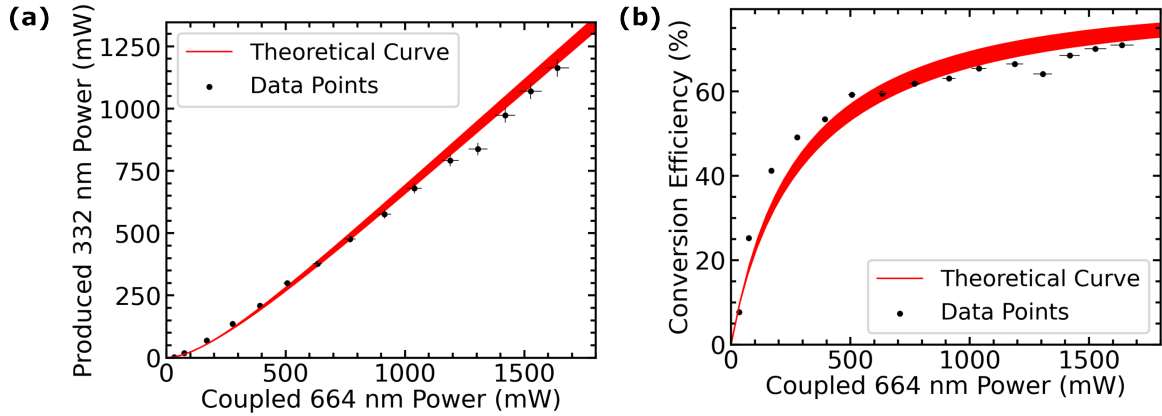 (a)
Produced 332 nm Power (mW)
1250
1000
750
500
250
0
Theoretical Curve
Data Points
0 500 1000 1500
Coupled 664 nm Power (mW)
(b)
Conversion Efficiency (%)
60
40
20
0
Theoretical Curve
Data Points
0 500 1000 1500
Coupled 664 nm Power (mW)